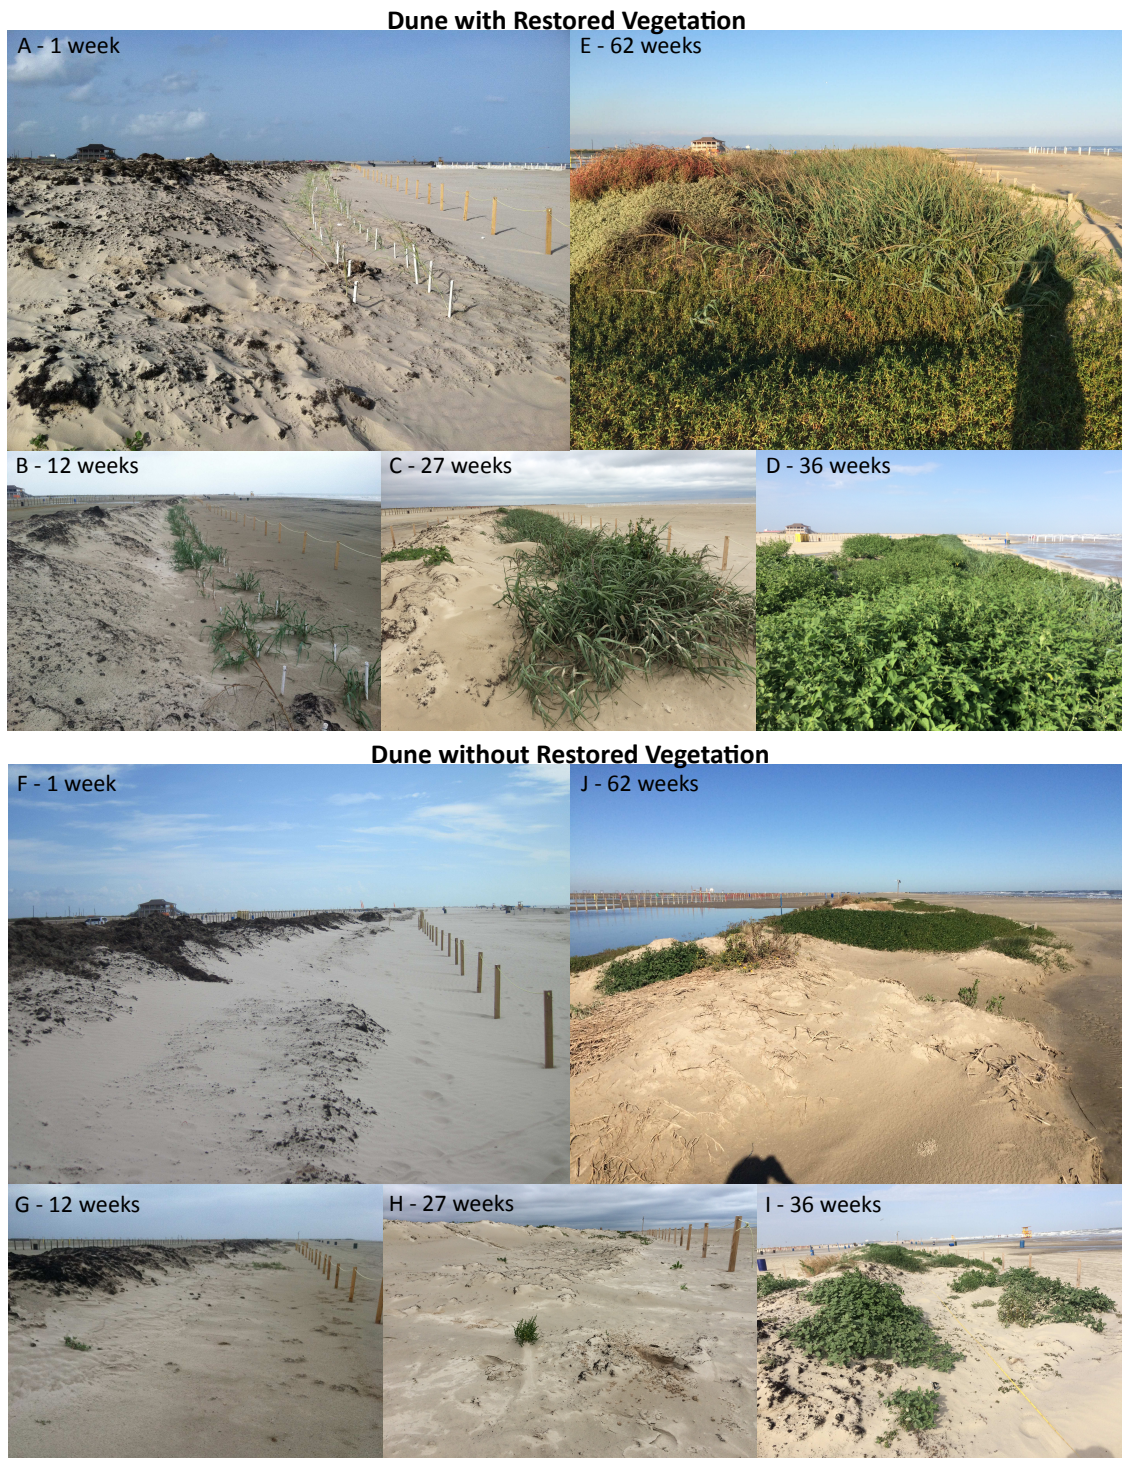 Dune with Restored Vegetation
A - 1 week
E - 62 weeks
B - 12 weeks
C - 27 weeks
D - 36 weeks
Dune without Restored Vegetation
F - 1 week
J - 62 weeks
G - 12 weeks
H - 27 weeks
I - 36 weeks